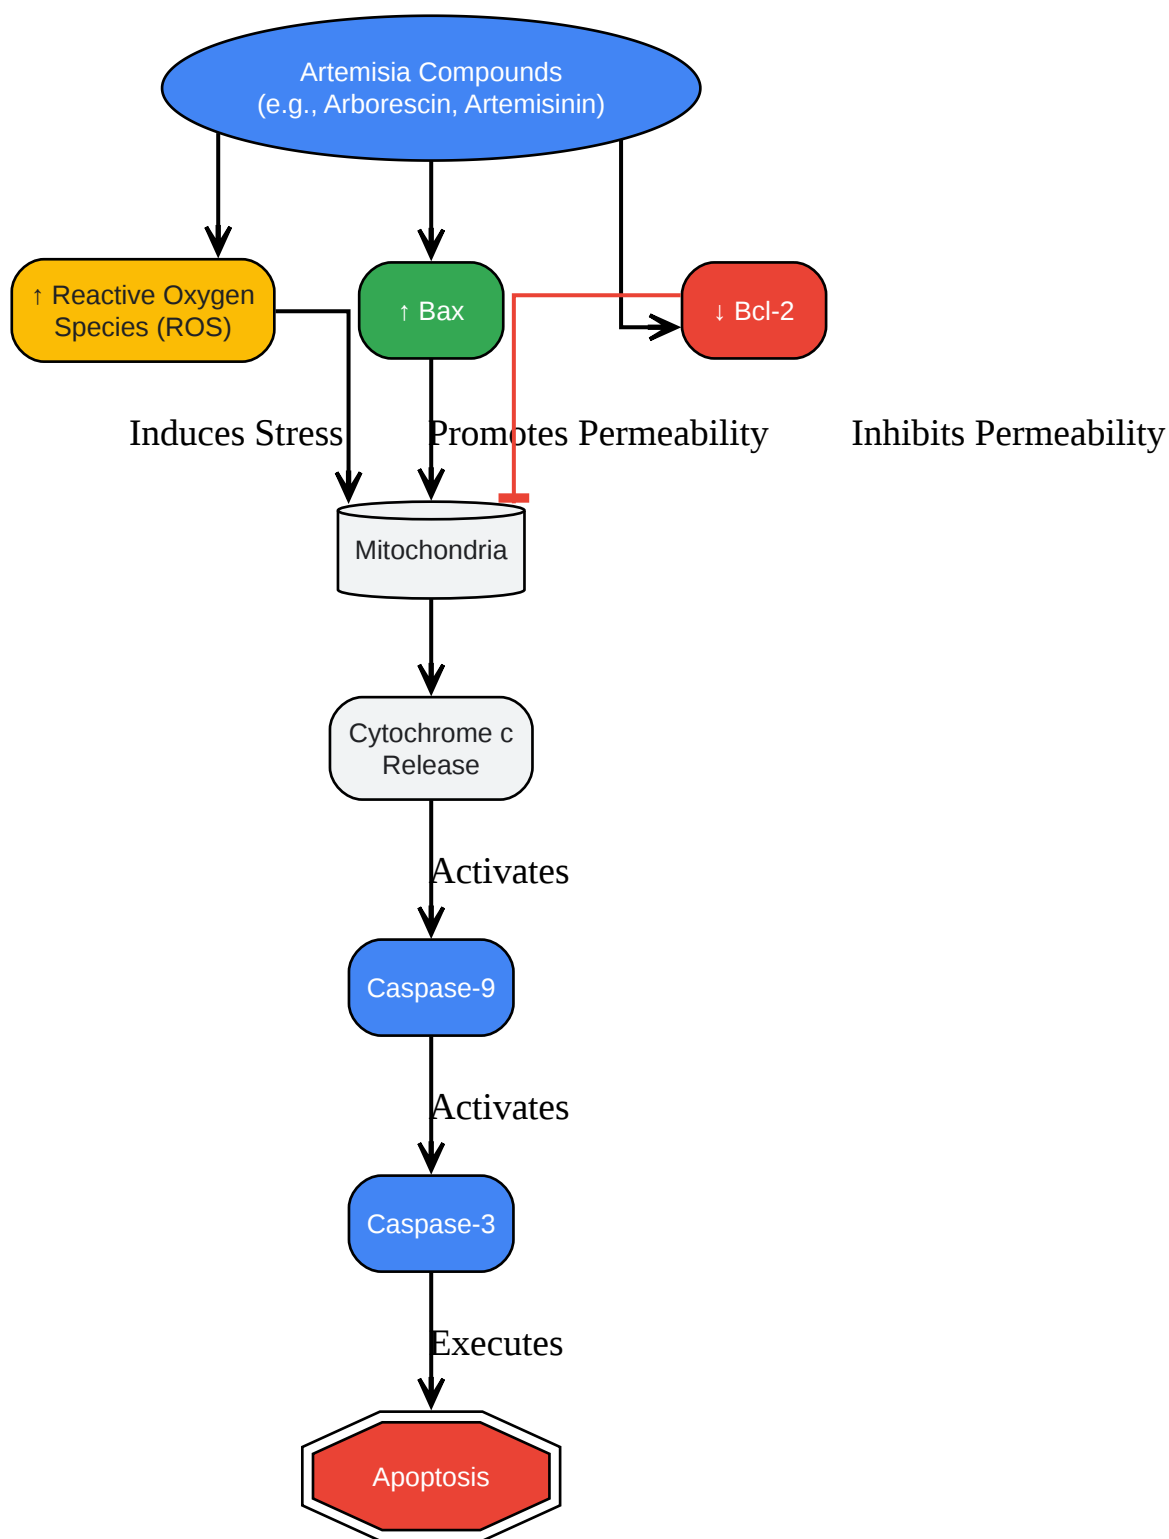 Artemisia Compounds
(e.g., Arborescin, Artemisinin)
↑ Reactive Oxygen
Species (ROS)
↑ Bax
↓ Bcl-2
Induces Stress
Promotes Permeability
Inhibits Permeability
Mitochondria
Cytochrome c
Release
Activates
Caspase-9
Activates
Caspase-3
Executes
Apoptosis